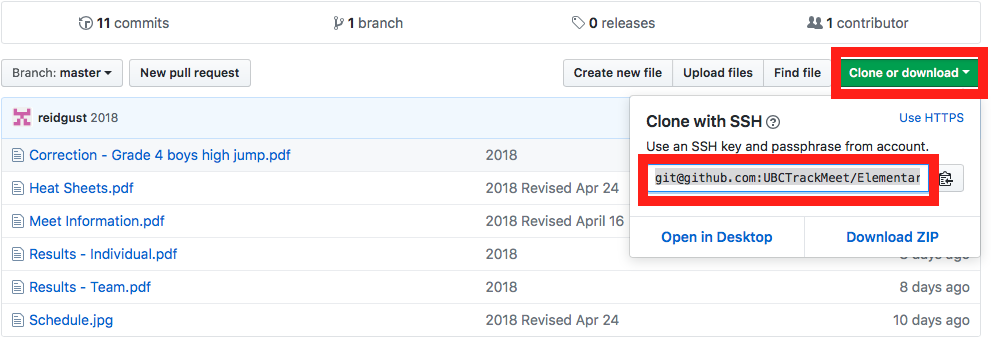 11 commits 1 branch 0 releases 1 contributor
Branch: master New pull request Create new file Upload files Find file Clone or download
reidgust 2018
Clone with SSH ? Use HTTPS
Use an SSH key and passphrase from account.
git@github.com:UBCTrackMeet/Elementar
Open in Desktop Download ZIP
Correction - Grade 4 boys high jump.pdf 2018
Heat Sheets.pdf 2018 Revised Apr 24
Meet Information.pdf 2018 Revised April 16
Results - Individual.pdf 2018 8 days ago
Results - Team.pdf 2018 8 days ago
Schedule.jpg 2018 Revised Apr 24 10 days ago